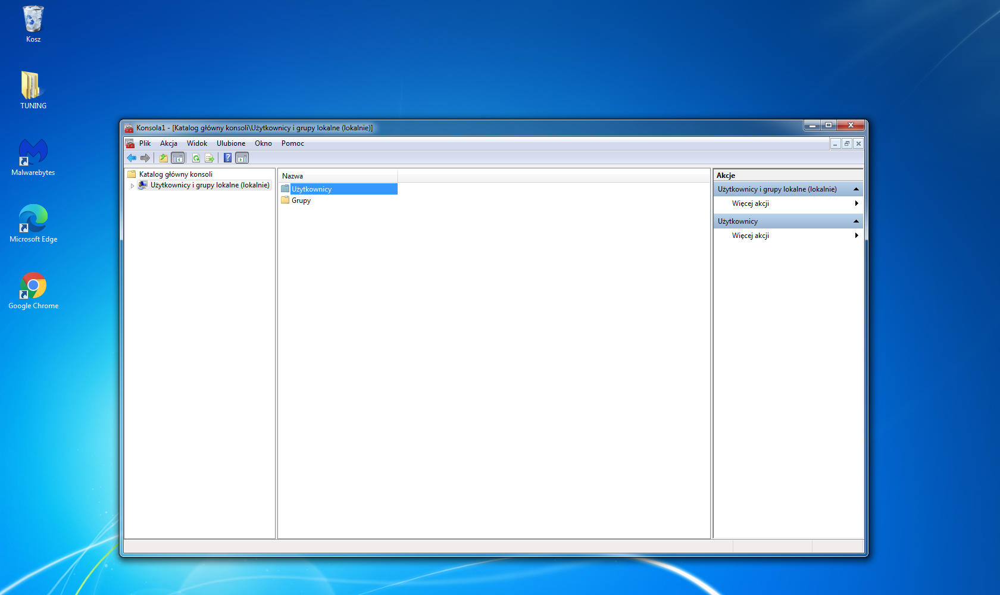 Kosz
TUNING
Malwarebytes
Microsoft Edge
Google Chrome
Konsola1 - [Katalog główny konsoli\Użytkownicy i grupy lokalne (lokalnie)]
Plik Akcja Widok Ulubione Okno Pomoc
Katalog główny konsoli
Użytkownicy i grupy lokalne (lokalnie)
Nazwa
Użytkownicy
Grupy
Akcje
Użytkownicy i grupy lokalne (lokalnie)
Więcej akcji
Użytkownicy
Więcej akcji